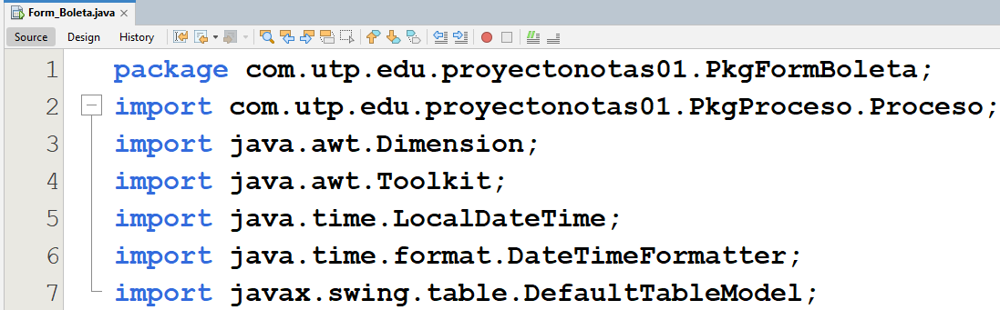 Form_Boleta.java ×
Source Design History
1 package com.utp.edu.proyectonotas01.PkgFormBoleta;
2 import com.utp.edu.proyectonotas01.PkgProceso.Proceso;
3 import java.awt.Dimension;
4 import java.awt.Toolkit;
5 import java.time.LocalDateTime;
6 import java.time.format.DateTimeFormatter;
7 import javax.swing.table.DefaultTableModel;